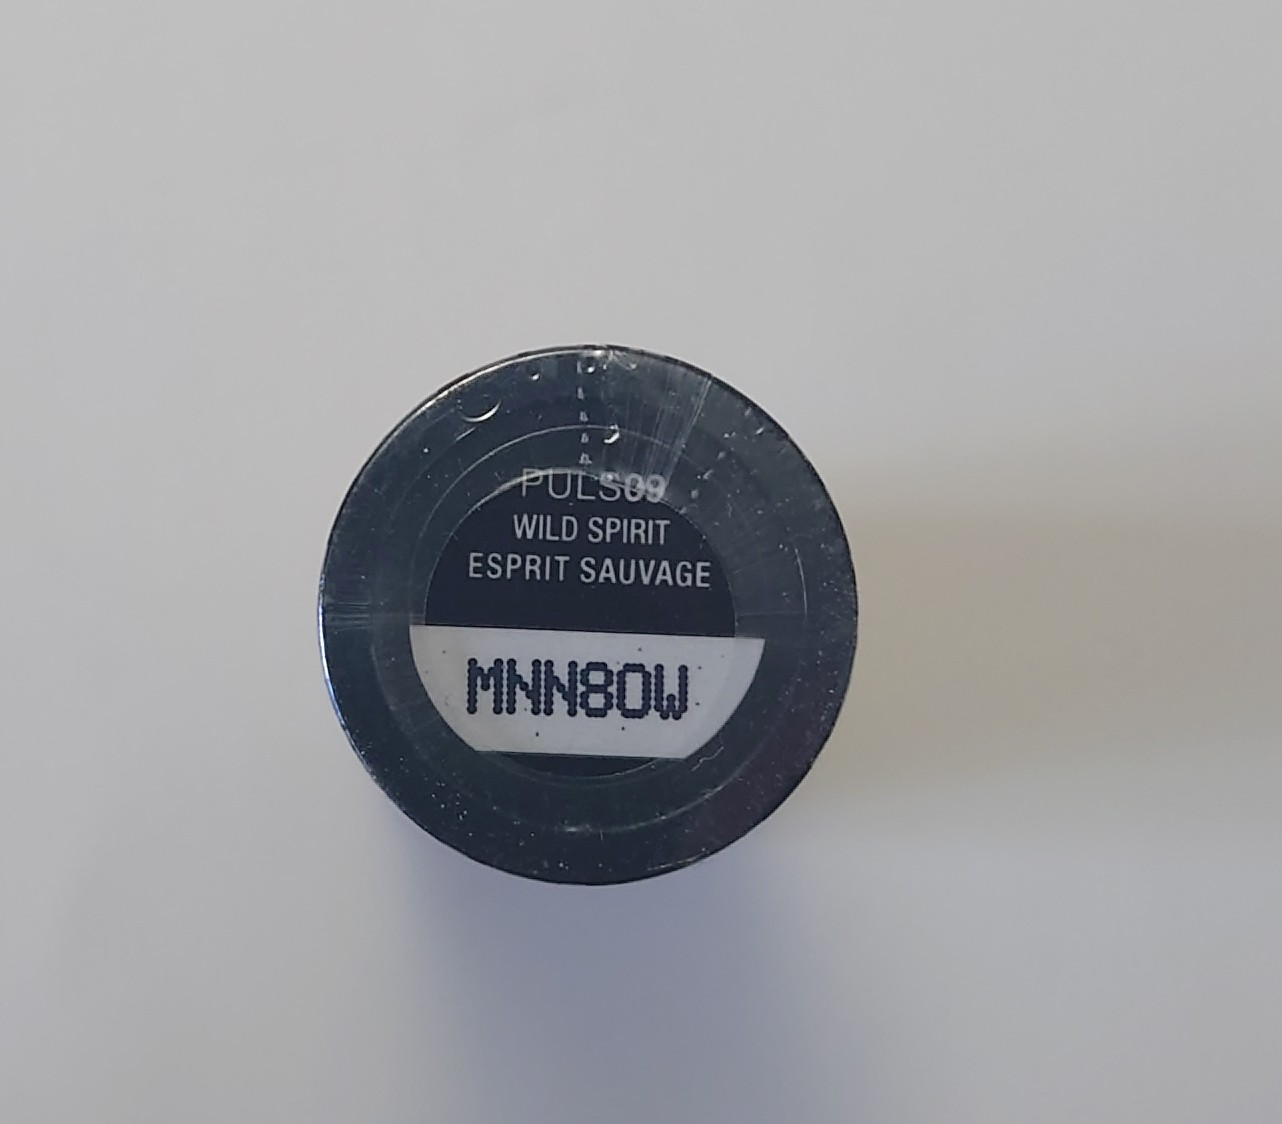 PULS09
WILD SPIRIT
ESPRIT SAUVAGE
MNN80W